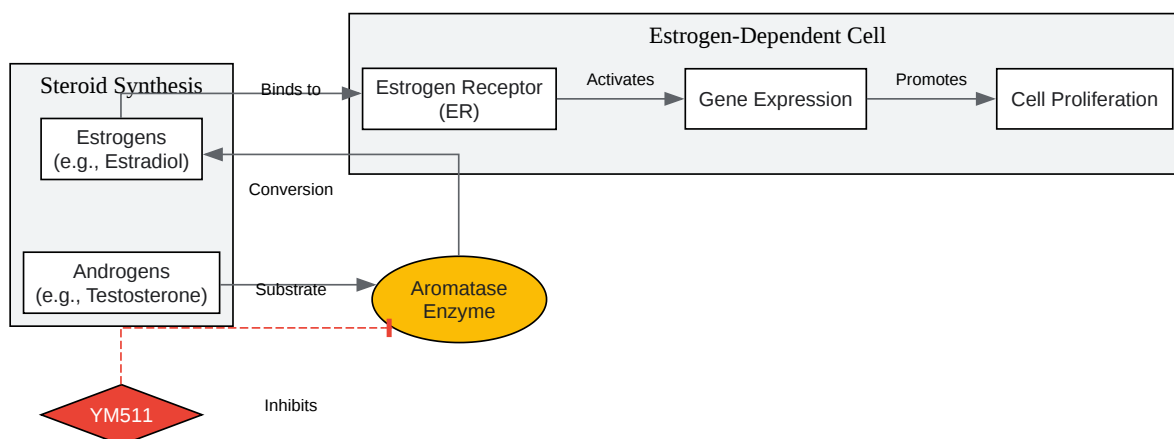 Estrogen-Dependent Cell
Steroid Synthesis
Binds to
Estrogen Receptor
(ER)
Activates
Gene Expression
Promotes
Cell Proliferation
Estrogens
(e.g., Estradiol)
Conversion
Androgens
(e.g., Testosterone)
Substrate
Aromatase
Enzyme
YM511
Inhibits